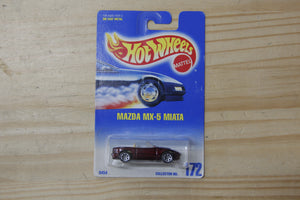 Hot Wheels
MATTEL
MAZDA MX-5 MIATA
COLLECTOR NO.
172